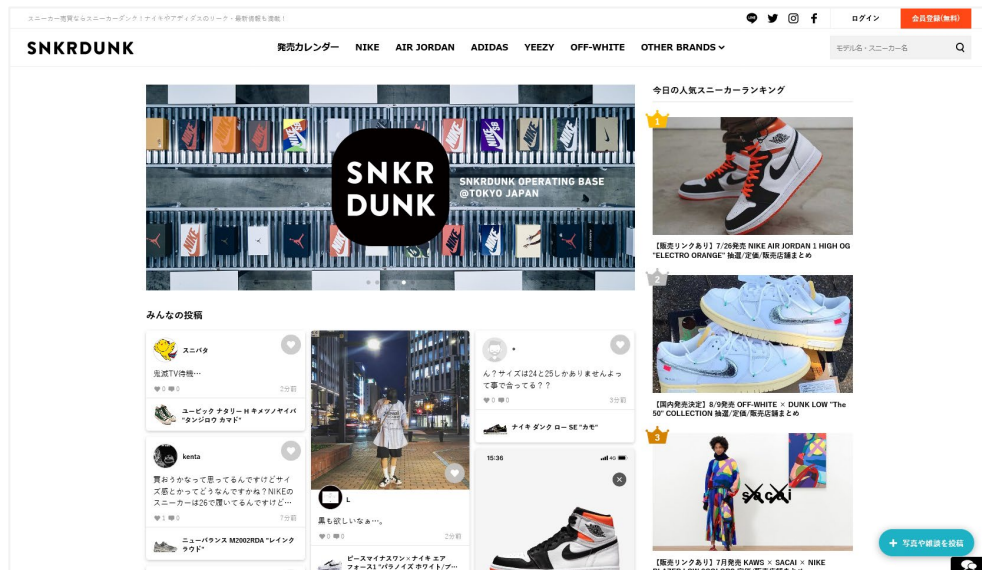 スニーカー売買ならスニーカーダンク！ナイキやアディダスのリーク・最新情報も満載！
ログイン
会員登録(無料)
SNKRDUNK
発売カレンダー NIKE AIR JORDAN ADIDAS YEEZY OFF-WHITE OTHER BRANDS
モデル名・スニーカー名
SNKR
DUNK
SNKRDUNK OPERATING BASE
@TOKYO JAPAN
みんなの投稿
スニバタ
鬼滅TV待機…
0 0
2分前
ユービック ナタリー H キメツノヤイバ
"タンジロウ カマド"
kenta
買おうかなって思ってるんですけどサイ
ズ感とかってどうなんですかね？NIKEの
スニーカーは26で履いてるんですけど…
1 0
7分前
ニューバランス M2002RDA "レインク
ラウド"
L
黒も欲しいなぁ…。
0 0
2分前
ピースマイナスワン×ナイキ エア
フォース1 "パラノイズ ホワイト/ブ…
*
ん？サイズは24と25しかありませんよっ
て事で合ってる？？
0 0
3分前
ナイキ ダンク ロー SE "カモ"
15:36
4G
今日の人気スニーカーランキング
1
【販売リンクあり】7/26発売 NIKE AIR JORDAN 1 HIGH OG
"ELECTRO ORANGE" 抽選/定価/販売店舗まとめ
2
【国内発売決定】8/9発売 OFF-WHITE × DUNK LOW "The
50" COLLECTION 抽選/定価/販売店舗まとめ
3
sacai
【販売リンクあり】7月発売 KAWS × SACAI × NIKE
+ 写真や雑談を投稿